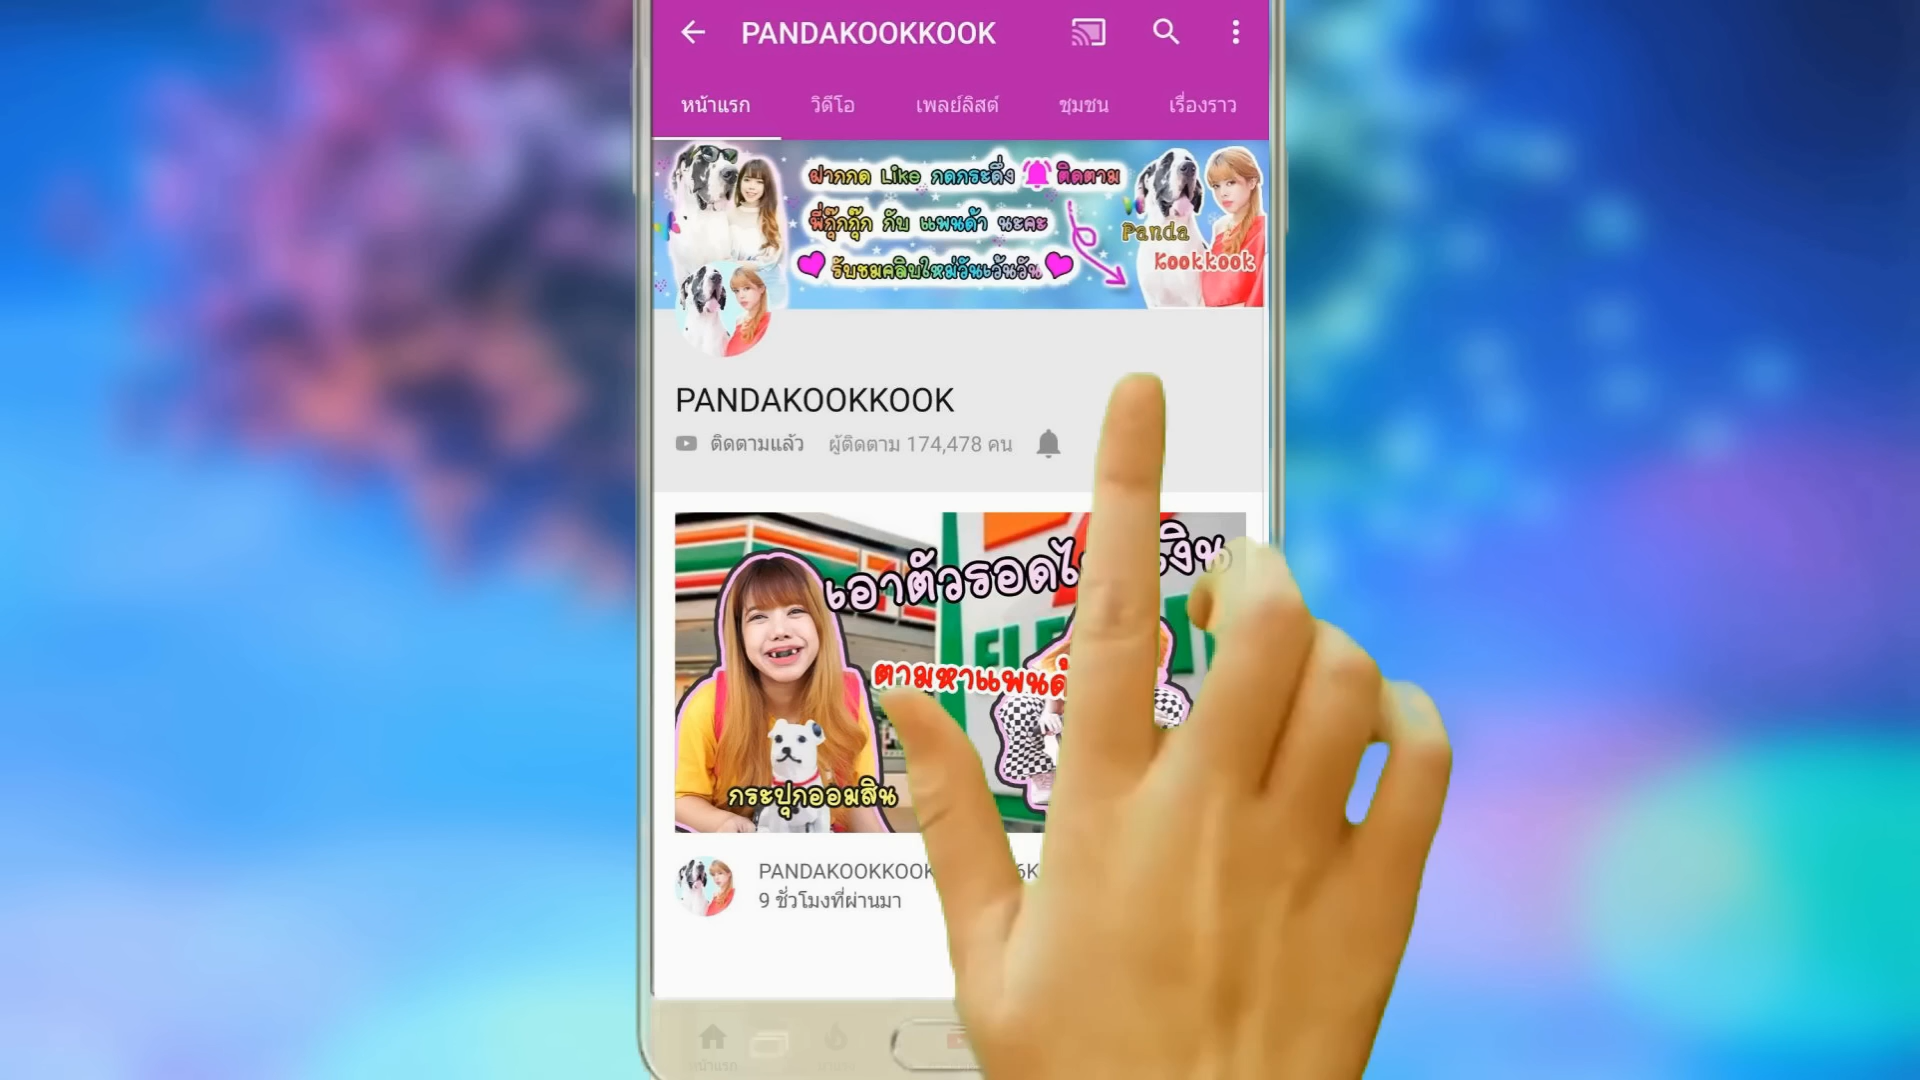 PANDAKOOKKOOK
หน้าแรก วิดีโอ เพลย์ลิสต์ ชุมชน เรื่องราว
ฝากกด Like กดกระดิ่ง ติดตาม
พี่กุ๊กกุ๊ก กับ แพนด้า นะคะ
รับชมคลิปใหม่วันเว้นวัน
Panda
kookkook
PANDAKOOKKOOK
ติดตามแล้ว ผู้ติดตาม 174,478 คน
เอาตัวรอด
ตามหาแพนด้
กระปุกออมสิน
PANDAKOOKKOOK 6K
9 ชั่วโมงที่ผ่านมา
หน้าแรก